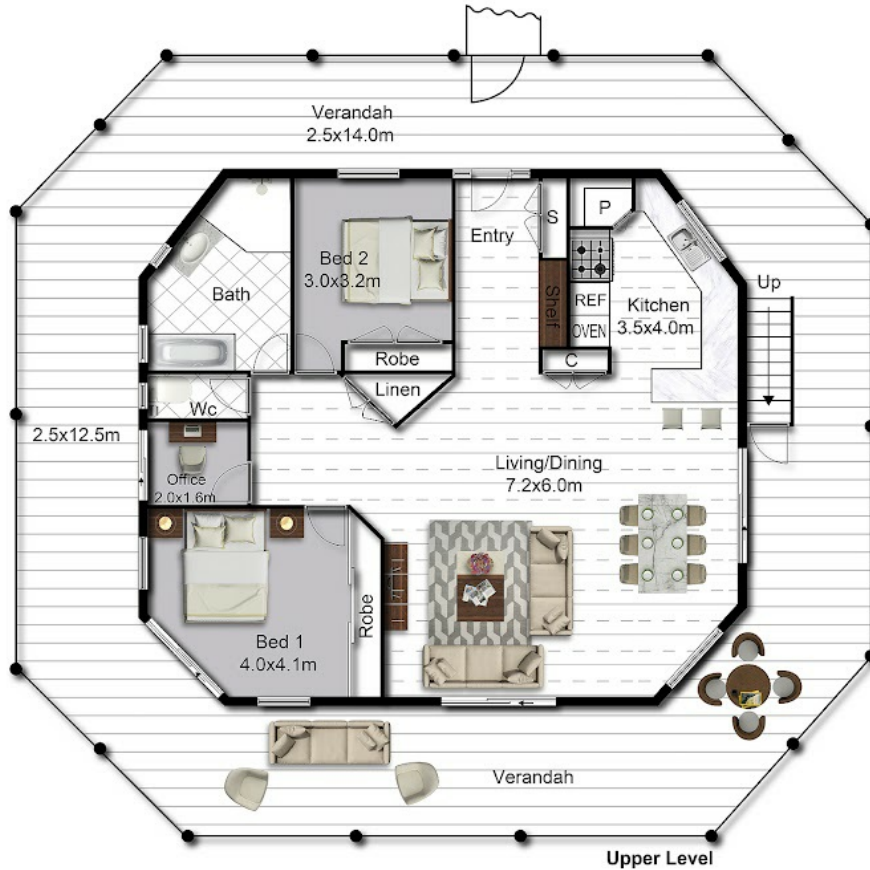 Verandah
2.5x14.0m
Entry
S
P
Bed 2
3.0x3.2m
Bath
Shelf
REF
OVEN
Kitchen
3.5x4.0m
Up
Robe
C
Linen
Wc
2.5x12.5m
Office
2.0x1.6m
Living/Dining
7.2x6.0m
Bed 1
4.0x4.1m
Robe
Verandah
Upper Level